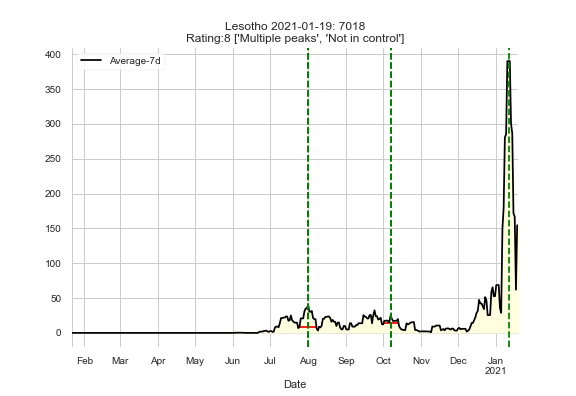 Lesotho 2021-01-19: 7018
Rating:8 ['Multiple peaks', 'Not in control']
Average-7d
400
350
300
250
200
150
100
50
0
Feb Mar Apr May Jun Jul Aug Sep Oct Nov Dec Jan
2021
Date